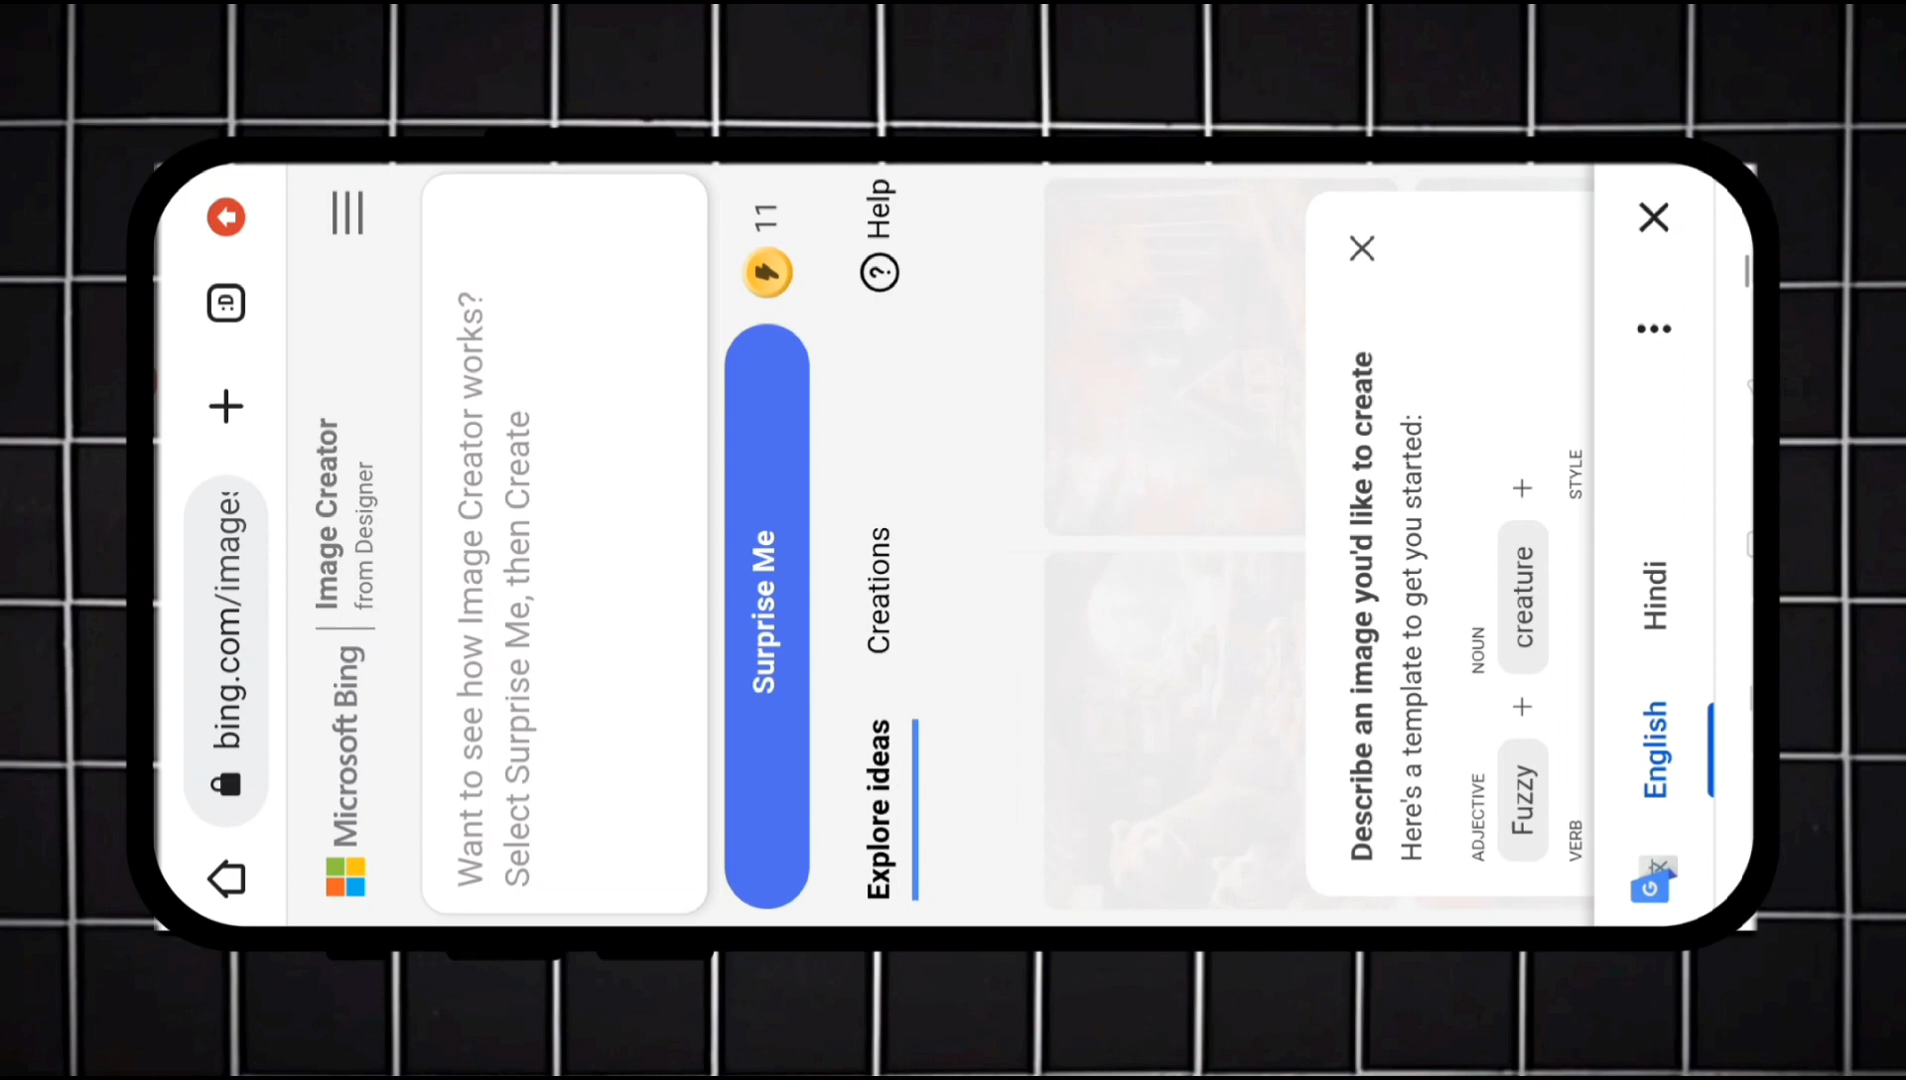 :D
bing.com/images
Microsoft Bing
Image Creator
from Designer
Want to see how Image Creator works?
Select Surprise Me, then Create
Surprise Me
11
Explore ideas
Creations
Help
Describe an image you'd like to create
Here's a template to get you started:
ADJECTIVE
NOUN
Fuzzy + creature +
VERB
STYLE
English
Hindi